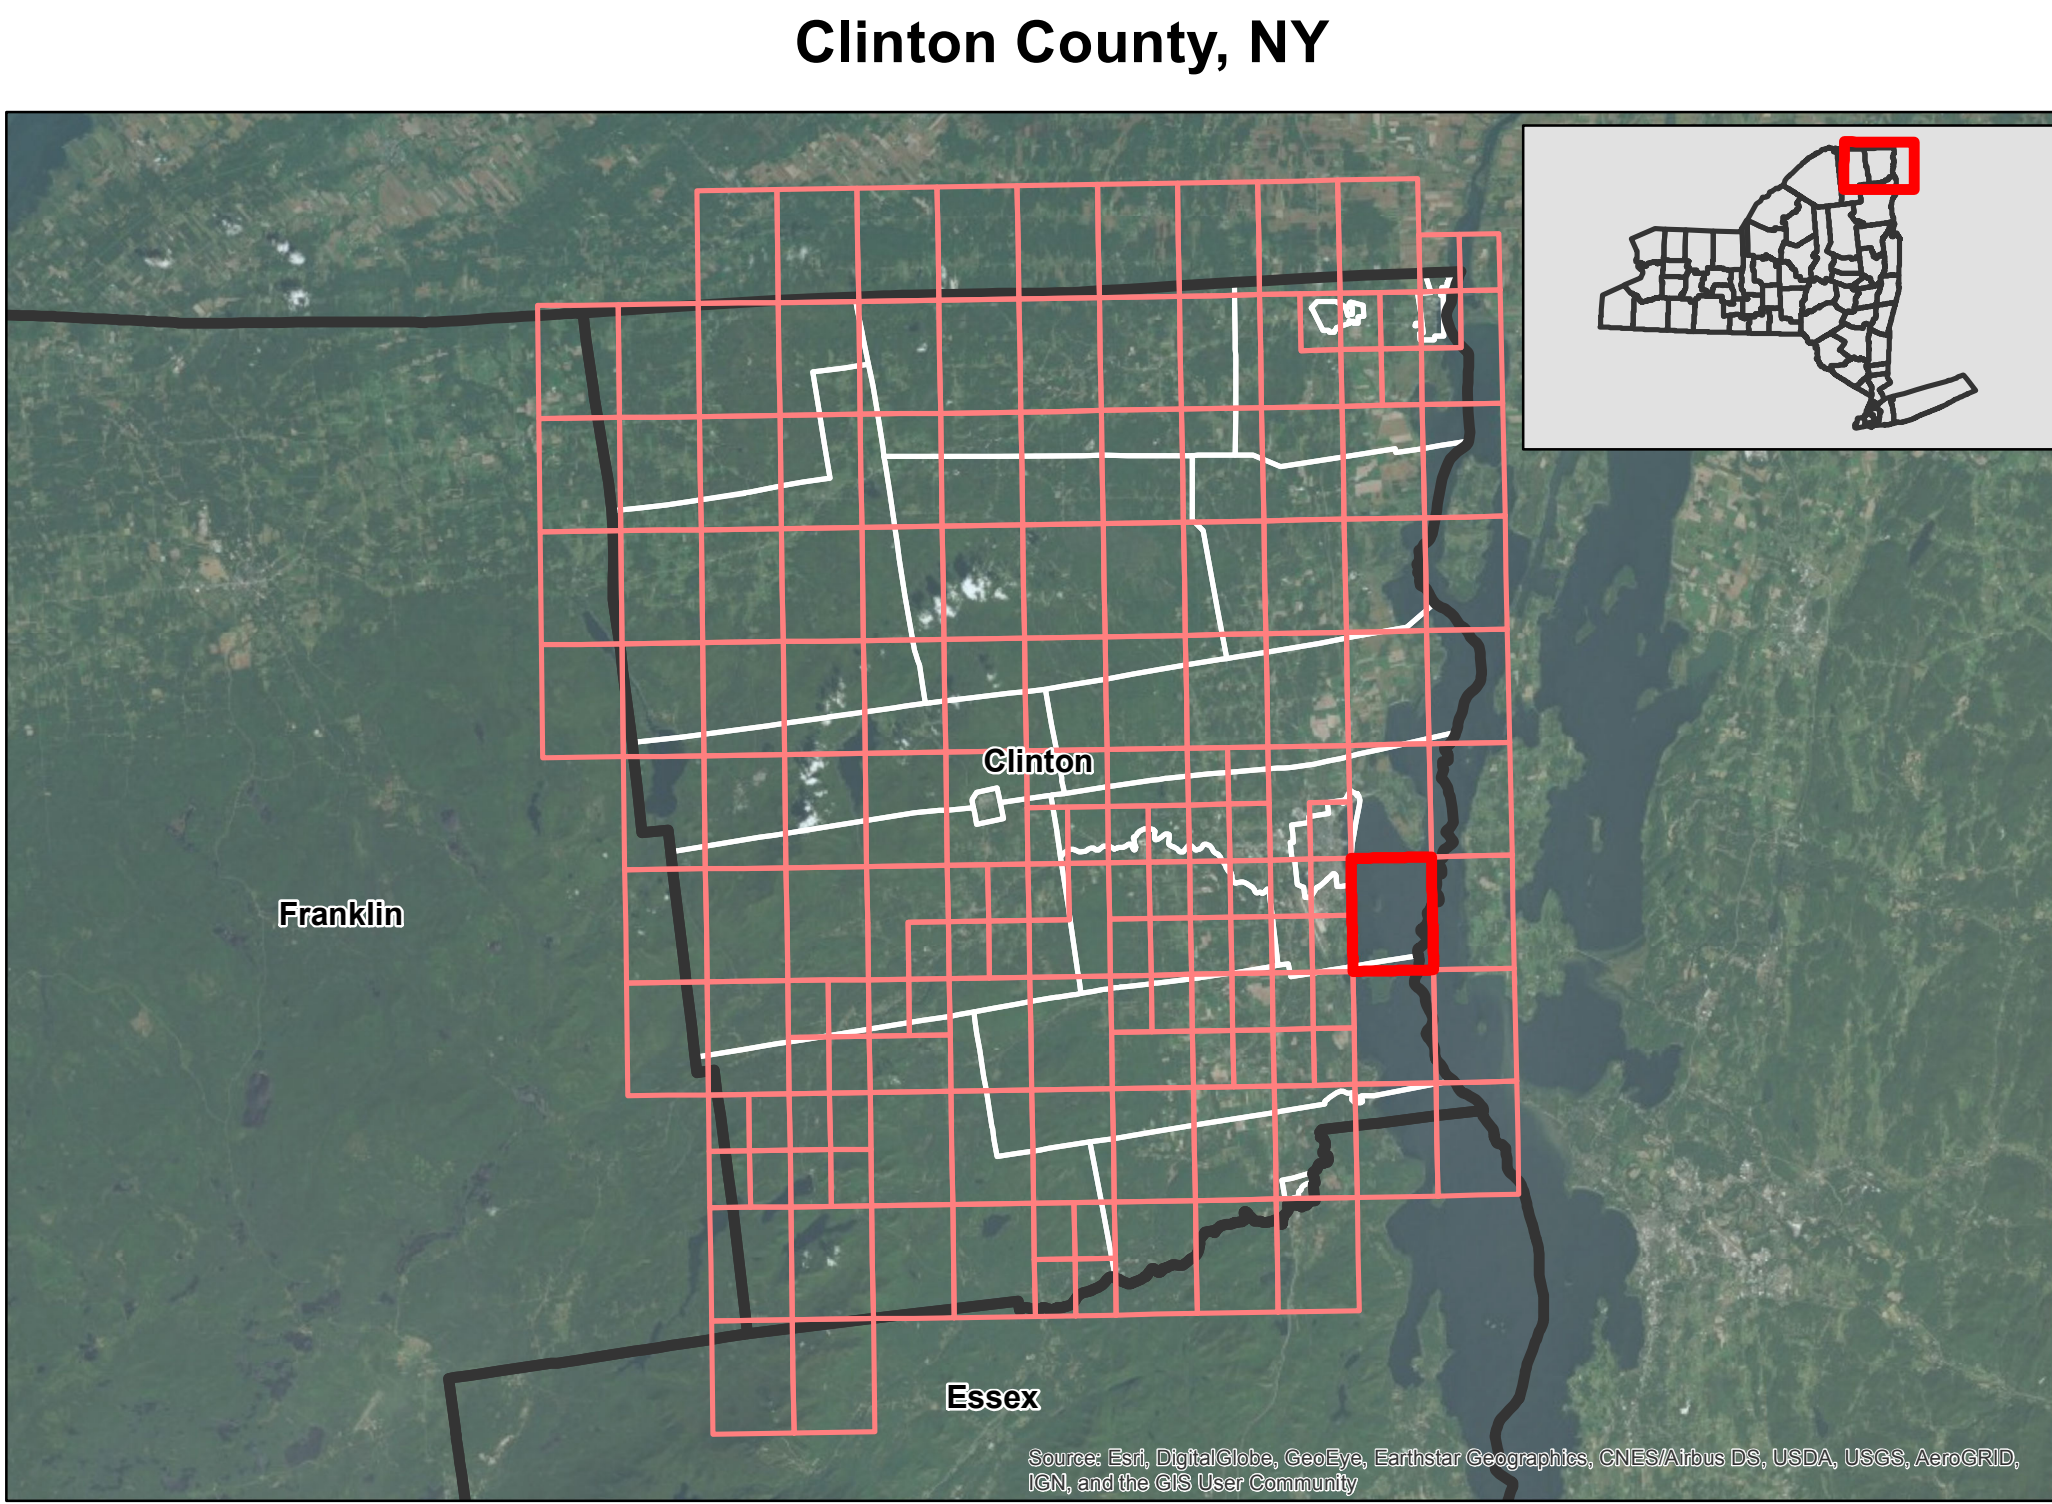 Clinton County, NY
Clinton
Franklin
Essex
Source: Esri, DigitalGlobe, GeoEye, Earthstar Geographics, CNES/Airbus DS, USDA, USGS, AeroGRID,
IGN, and the GIS User Community